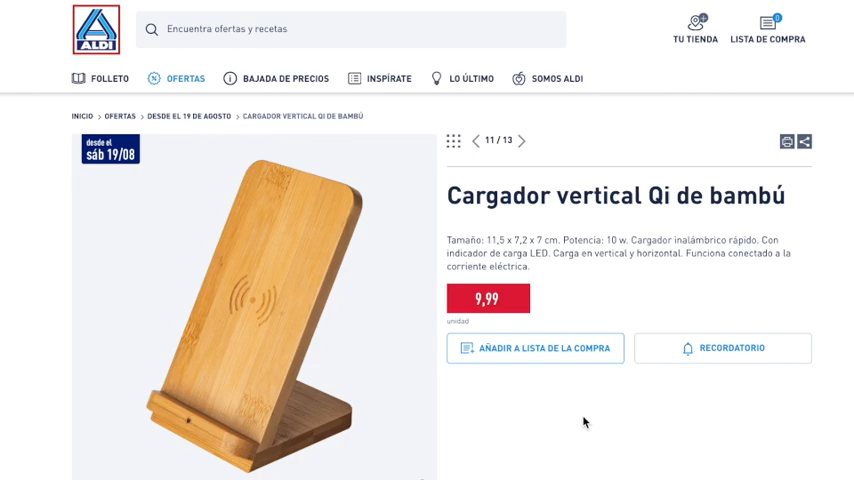 ALDI
Encuentra ofertas y recetas
TU TIENDA
0
LISTA DE COMPRA
FOLLETO
OFERTAS
BAJADA DE PRECIOS
INSPÍRATE
LO ÚLTIMO
SOMOS ALDI
INICIO > OFERTAS > DESDE EL 19 DE AGOSTO > CARGADOR VERTICAL QI DE BAMBÚ
desde el
sáb 19/08
11 / 13
Cargador vertical Qi de bambú
Tamaño: 11,5 x 7,2 x 7 cm. Potencia: 10 w. Cargador inalámbrico rápido. Con
indicador de carga LED. Carga en vertical y horizontal. Funciona conectado a la
corriente eléctrica.
9,99
unidad
AÑADIR A LISTA DE LA COMPRA
RECORDATORIO